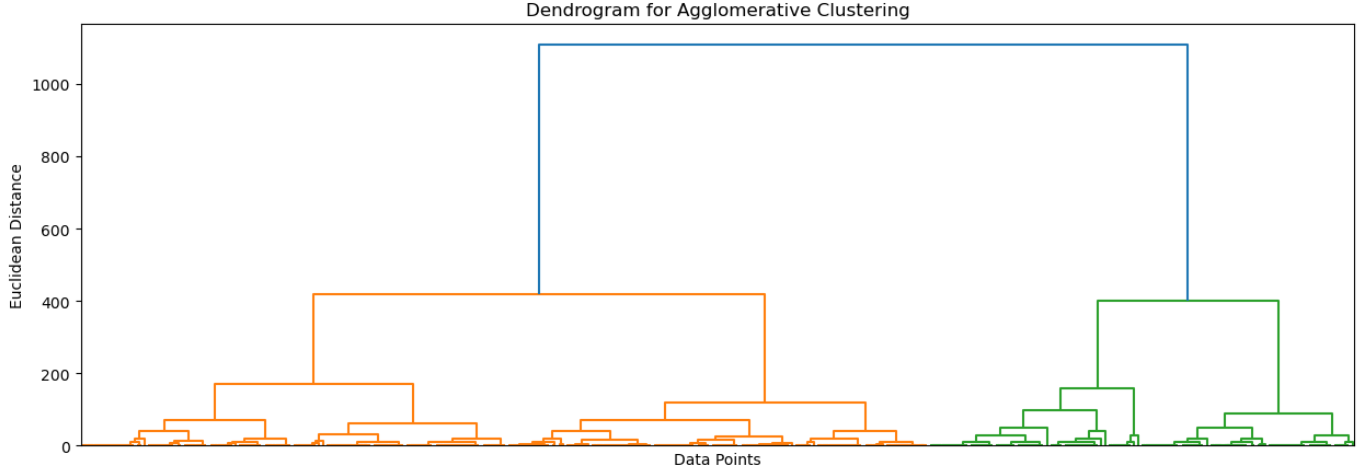 Dendrogram for Agglomerative Clustering
1000
800
600
400
200
0
Euclidean Distance
Data Points